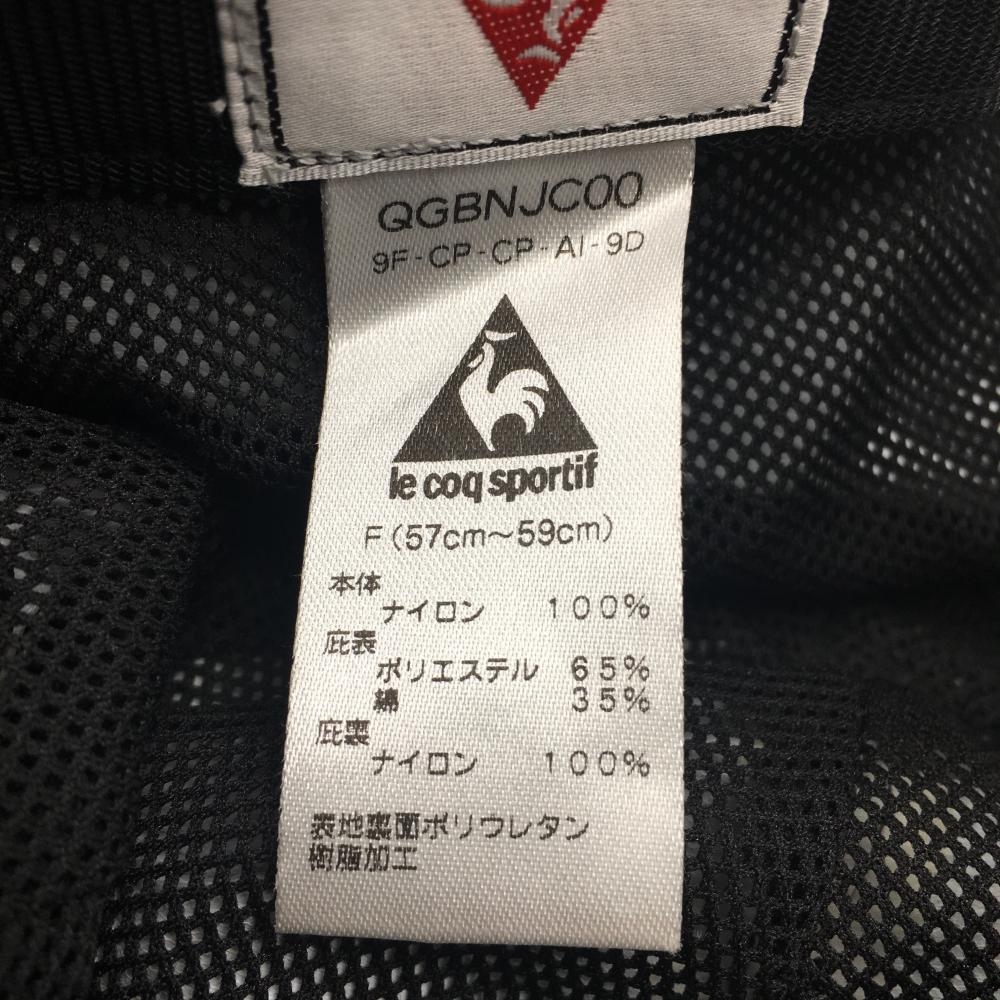 QGBNJC00
9F-CP-CP-AI-9D
le coq sportif
F(57cm～59cm)
本体
ナイロン 100%
庇表
ポリエステル 65%
綿 35%
庇裏
ナイロン 100%
表地裏面ポリウレタン
樹脂加工